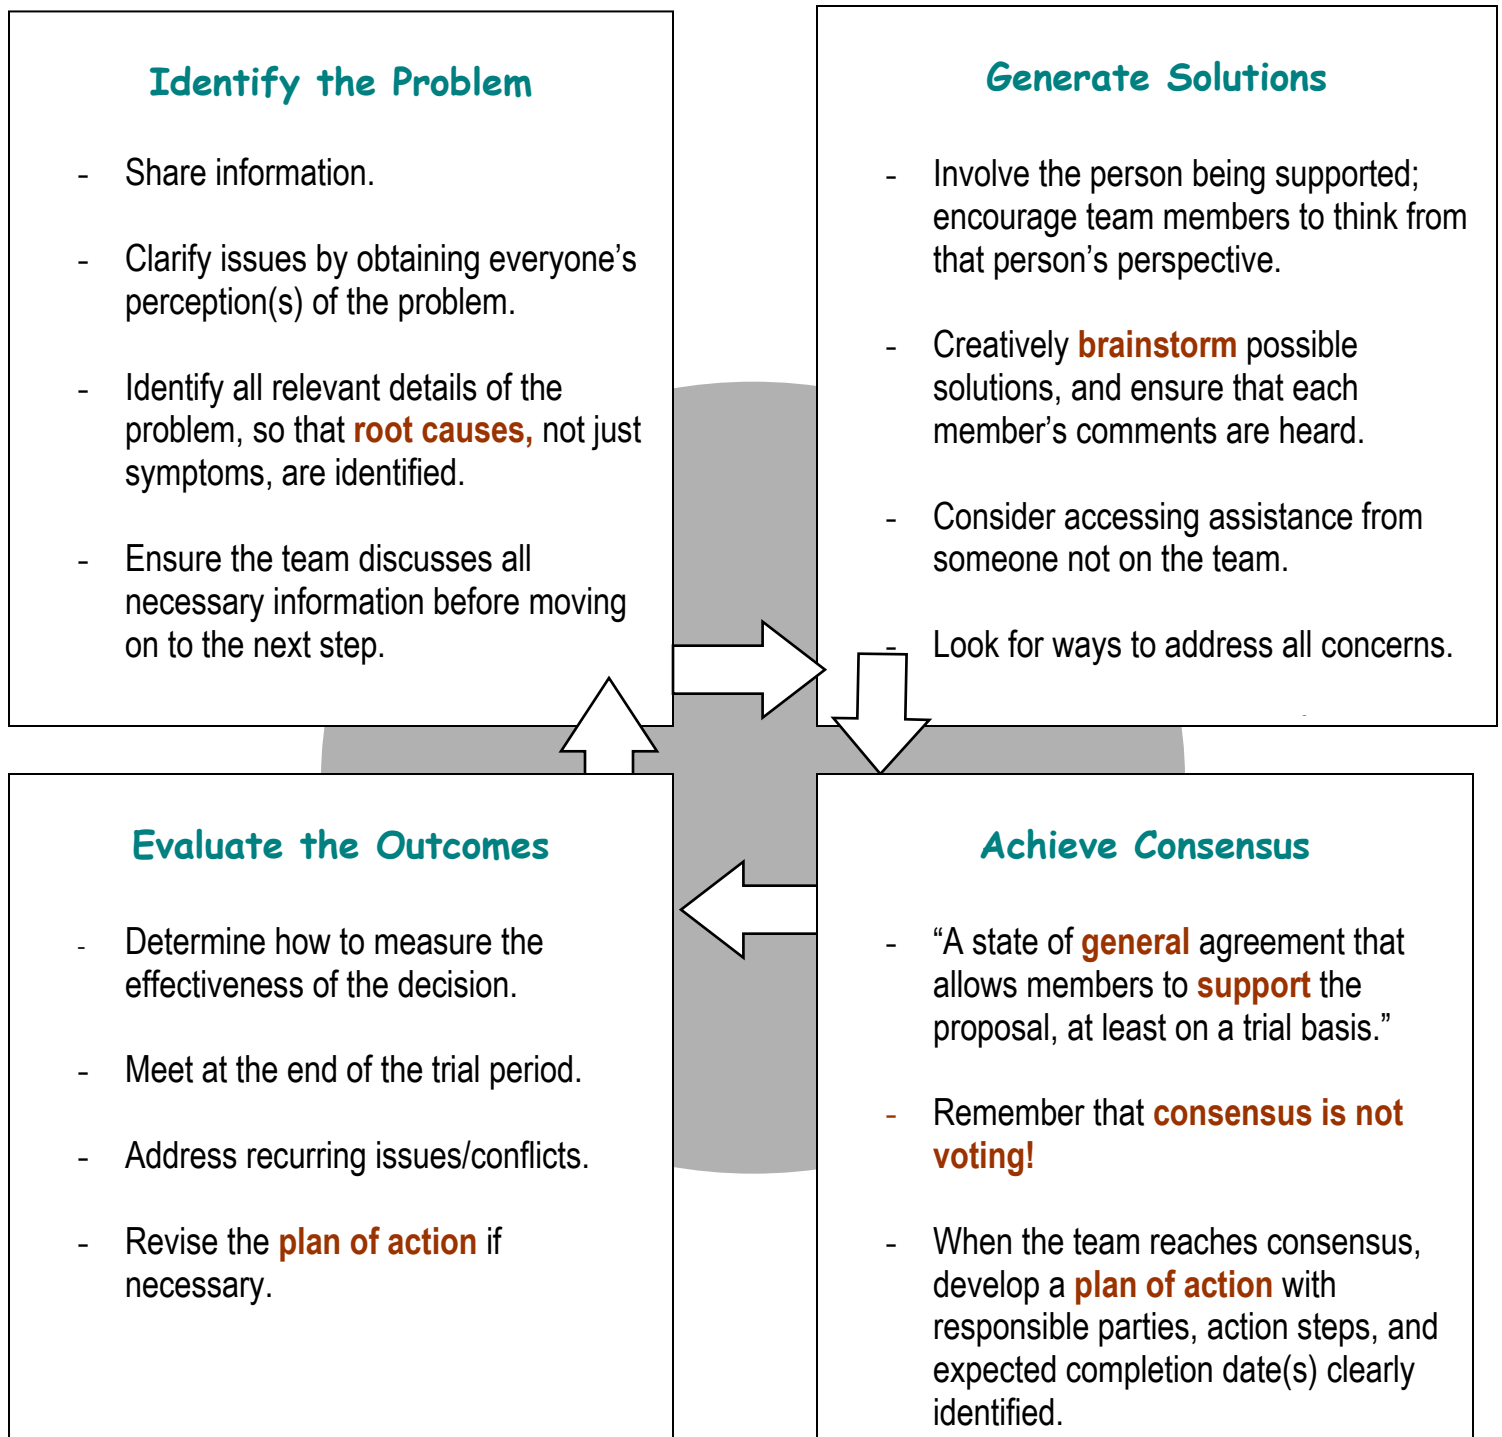 Identify the Problem
- Share information.
- Clarify issues by obtaining everyone’s
perception(s) of the problem.
- Identify all relevant details of the
problem, so that root causes, not just
symptoms, are identified.
- Ensure the team discusses all
necessary information before moving
on to the next step.
Generate Solutions
- Involve the person being supported;
encourage team members to think from
that person’s perspective.
- Creatively brainstorm possible
solutions, and ensure that each
member’s comments are heard.
- Consider accessing assistance from
someone not on the team.
- Look for ways to address all concerns.
Evaluate the Outcomes
- Determine how to measure the
effectiveness of the decision.
- Meet at the end of the trial period.
- Address recurring issues/conflicts.
- Revise the plan of action if
necessary.
Achieve Consensus
- “A state of general agreement that
allows members to support the
proposal, at least on a trial basis.”
- Remember that consensus is not
voting!
- When the team reaches consensus,
develop a plan of action with
responsible parties, action steps, and
expected completion date(s) clearly
identified.